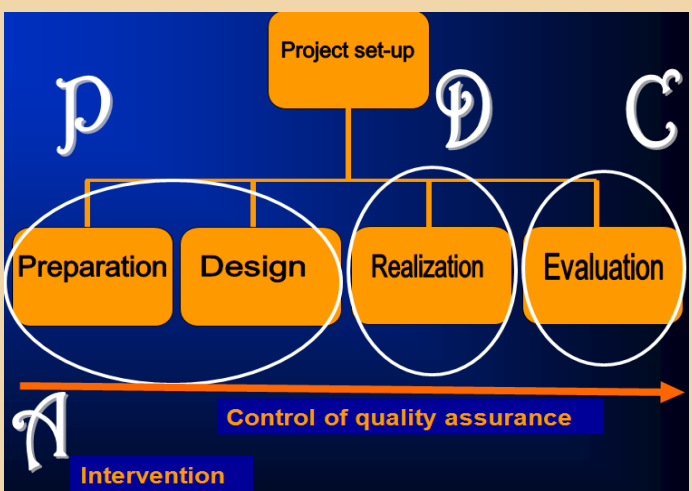 Project set-up
P
D
C
Preparation
Design
Realization
Evaluation
A
Control of quality assurance
Intervention